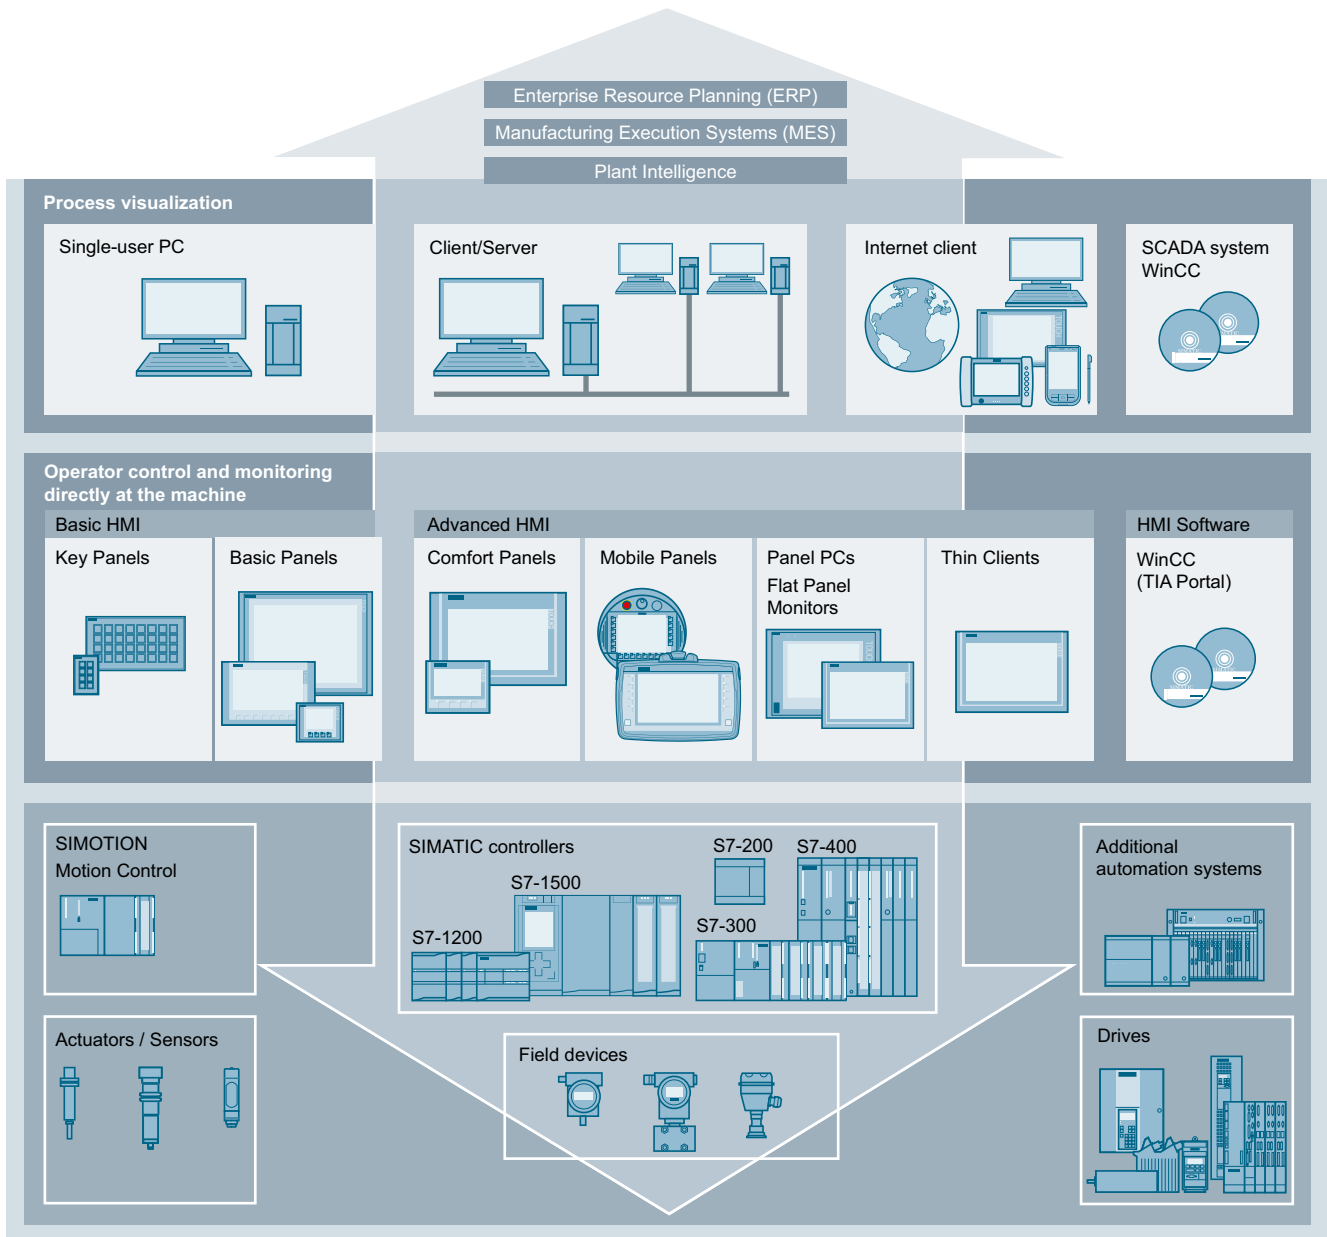 Enterprise Resource Planning (ERP)
Manufacturing Execution Systems (MES)
Plant Intelligence
Process visualization
Single-user PC
Client/Server
Internet client
SCADA system
WinCC
Operator control and monitoring
directly at the machine
Basic HMI
Advanced HMI
HMI Software
Key Panels
Basic Panels
Comfort Panels
Mobile Panels
Panel PCs
Flat Panel
Monitors
Thin Clients
WinCC
(TIA Portal)
SIMOTION
Motion Control
SIMATIC controllers
S7-200
S7-400
S7-1500
S7-300
S7-1200
Additional
automation systems
Actuators / Sensors
Field devices
Drives